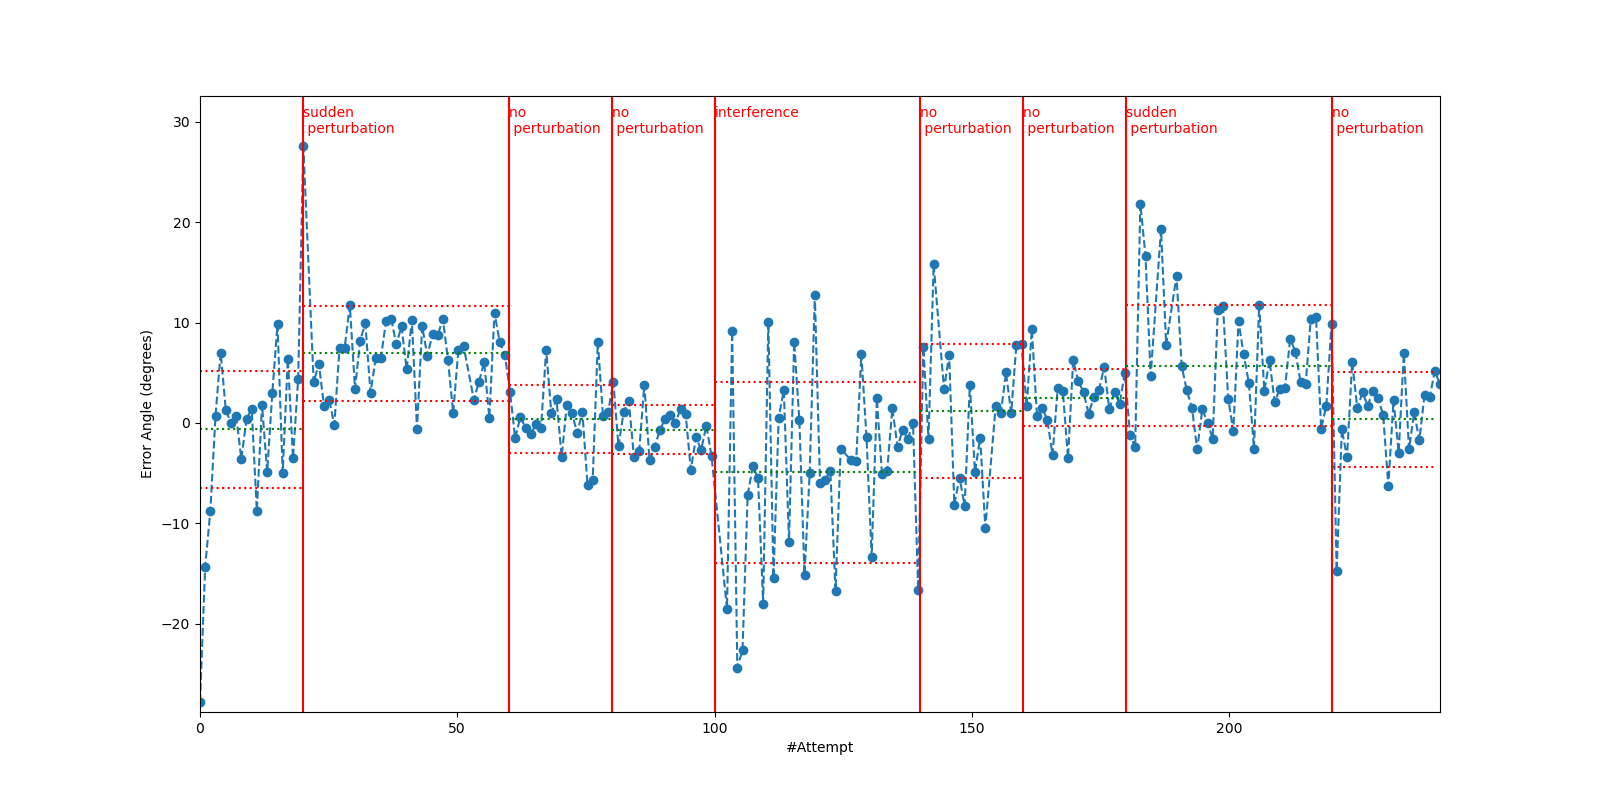 sudden
perturbation
no
perturbation
no
perturbation
interference
no
perturbation
no
perturbation
sudden
perturbation
no
perturbation
30
20
10
0
−10
−20
Error Angle (degrees)
0
50
100
150
200
#Attempt